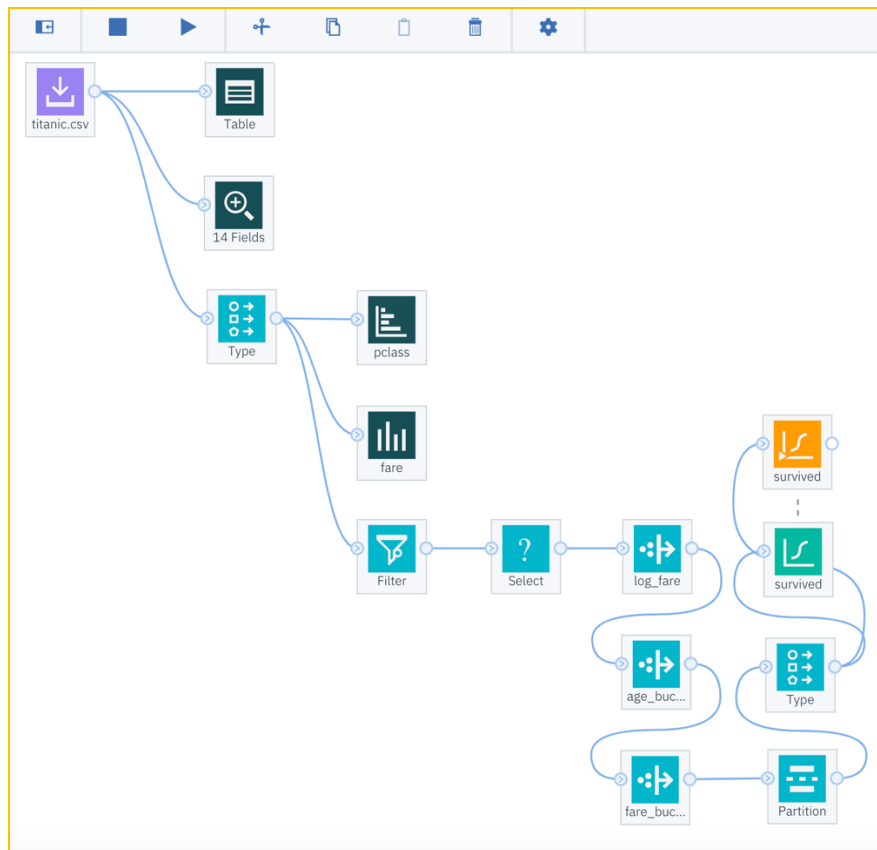 titanic.csv
Table
14 Fields
Type
pclass
fare
survived
Filter
?
Select
log_fare
survived
age_buc...
Type
fare_buc...
Partition